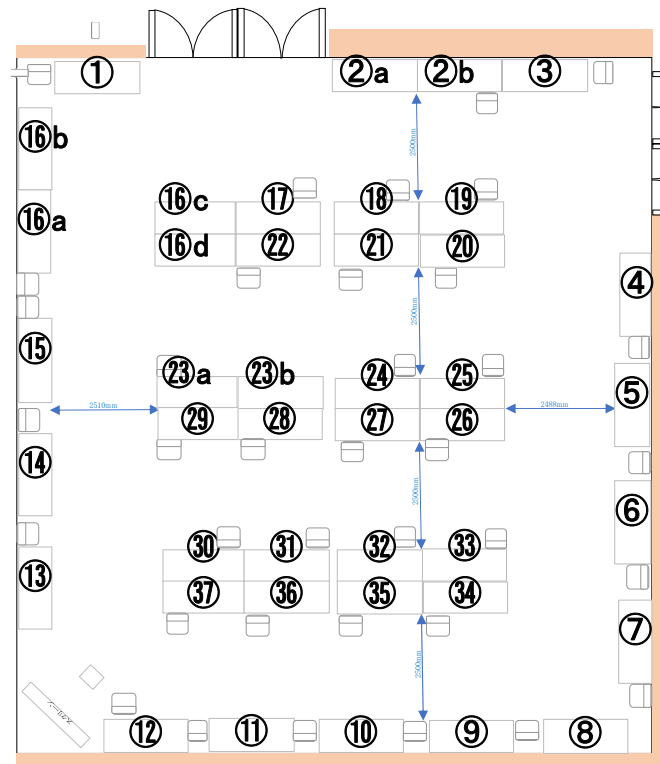 ① ②a ②b ③
⑯b
2500mm
⑯a ⑯c ⑰ ⑱ ⑲
⑯d ㉒ ㉑ ⑳
④
2500mm
⑮ ㉓a ㉓b ㉔ ㉕
⑤
2510mm 2488mm
㉙ ㉘ ㉗ ㉖
⑭
2500mm
⑥
㉚ ㉛ ㉜ ㉝
⑬ ㊲ ㊱ ㉟ ㉞
⑦
2500mm
⑫ ⑪ ⑩ ⑨ ⑧